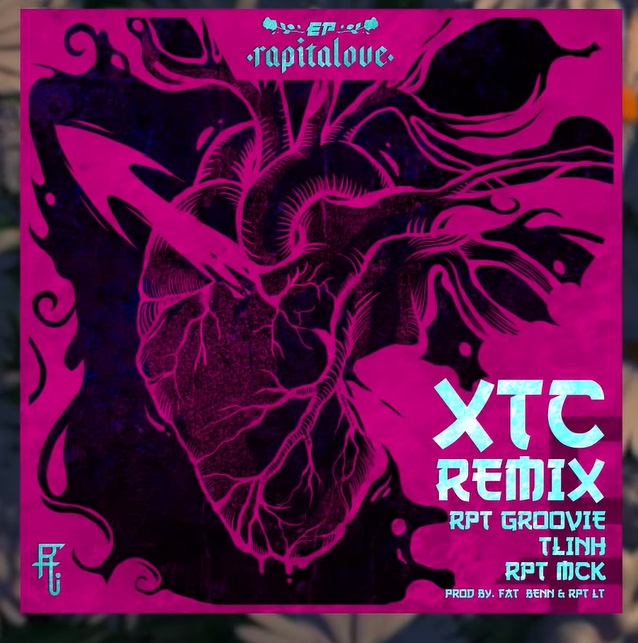 EP
·rapitalove·
XTC
REMIX
RPT GROOVIE
TLINH
RPT MCK
PROD BY. FAT BENN & RPT LT